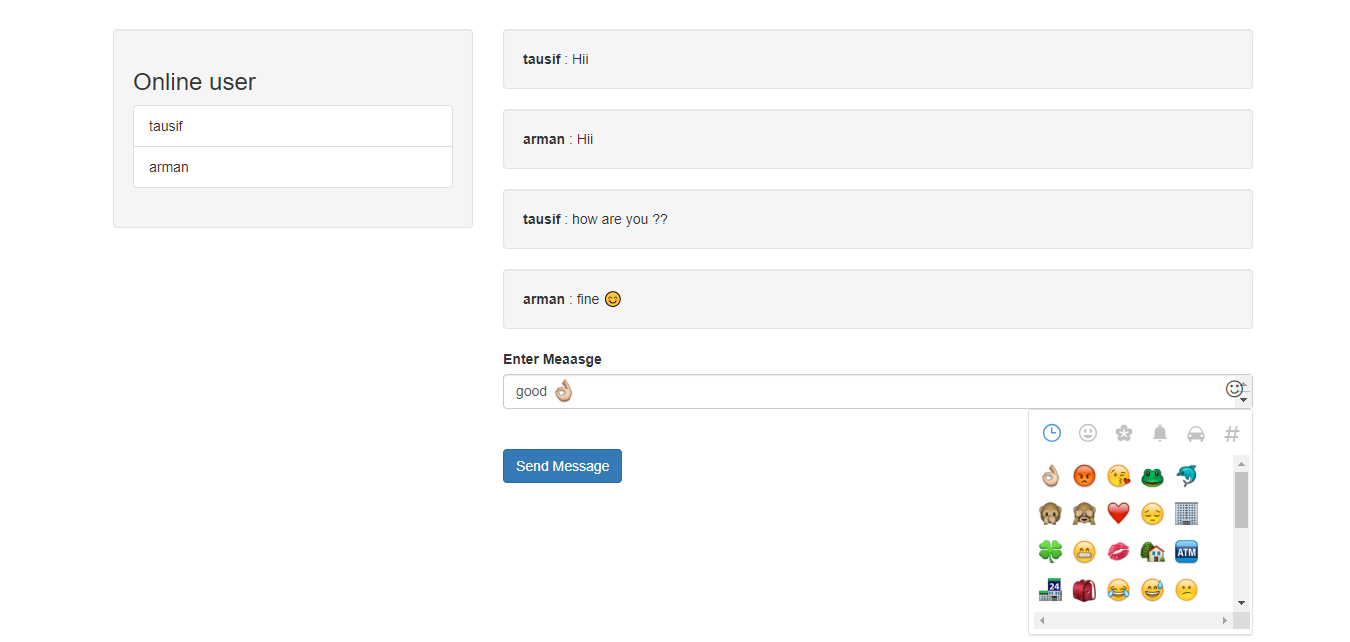 Online user
tausif
arman
tausif : Hii
arman : Hii
tausif : how are you ??
arman : fine 😊
Enter Meaasge
good 👌
Send Message
#
ATM
24